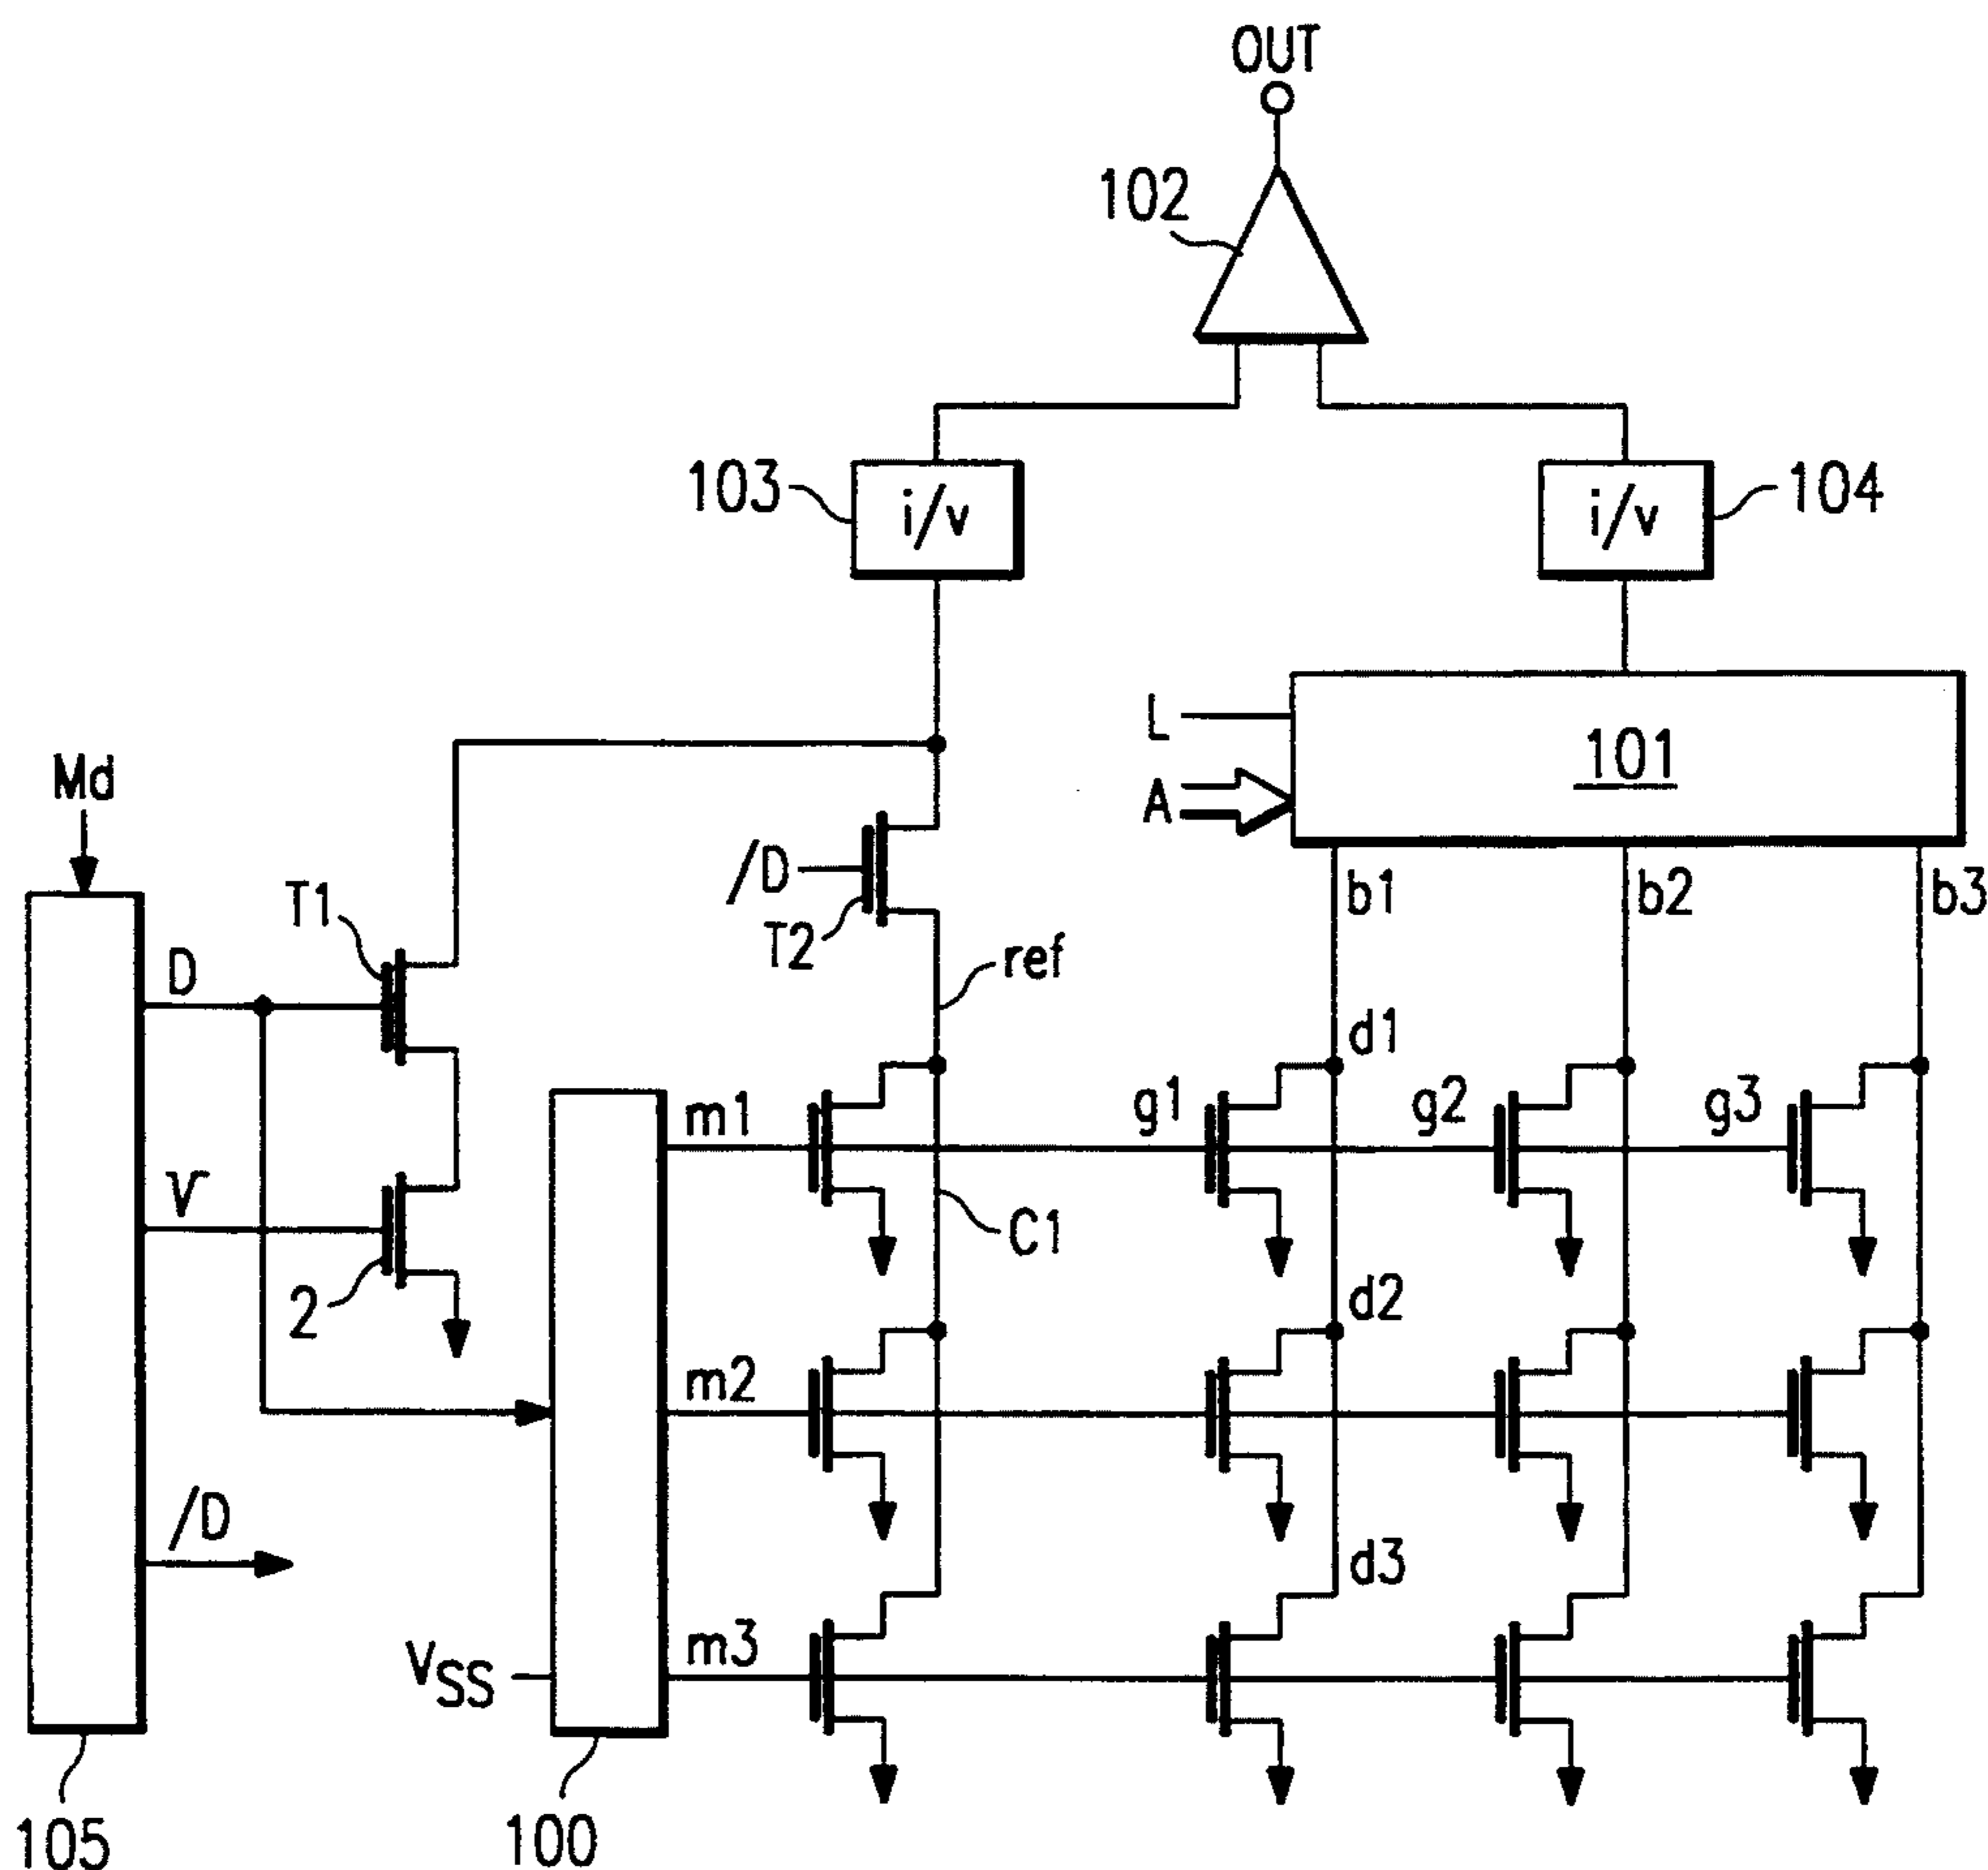 OUT
102
103
i/v
i/v
104
L
101
Md
A
/D
b1
b2
b3
T1
T2
D
ref
d1
m1
g1
g2
g3
V
C1
2
d2
m2
/D
d3
m3
VSS
105
100